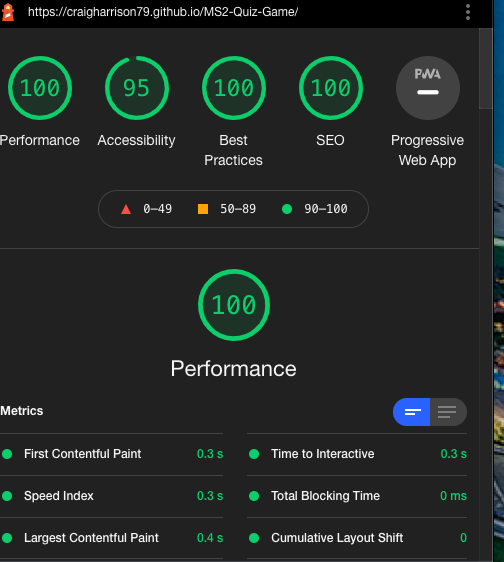 https://craigharrison79.github.io/MS2-Quiz-Game/
100 95 100 100 PWA
Performance Accessibility Best Practices SEO Progressive Web App
0–49 50–89 90–100
100
Performance
Metrics
First Contentful Paint 0.3 s
Time to Interactive 0.3 s
Speed Index 0.3 s
Total Blocking Time 0 ms
Largest Contentful Paint 0.4 s
Cumulative Layout Shift 0